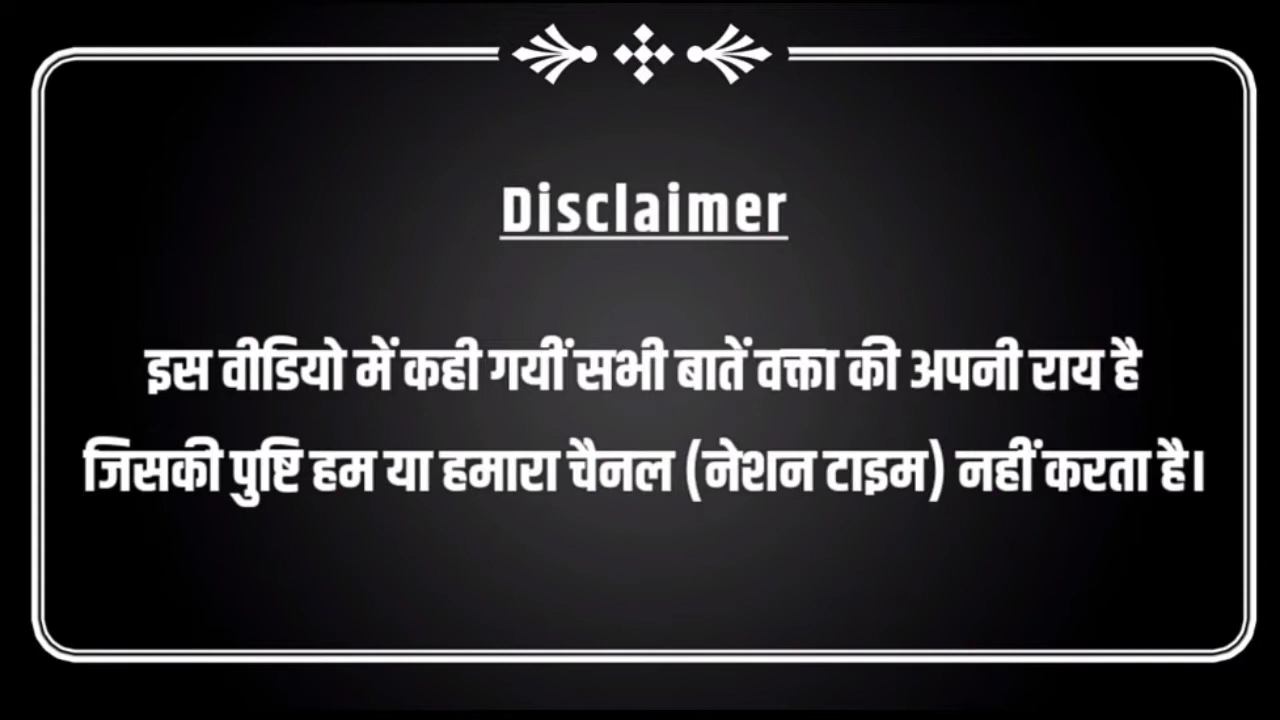 Disclaimer
इस वीडियो में कही गयीं सभी बातें वक्ता की अपनी राय है
जिसकी पुष्टि हम या हमारा चैनल (नेशन टाइम) नहीं करता है।